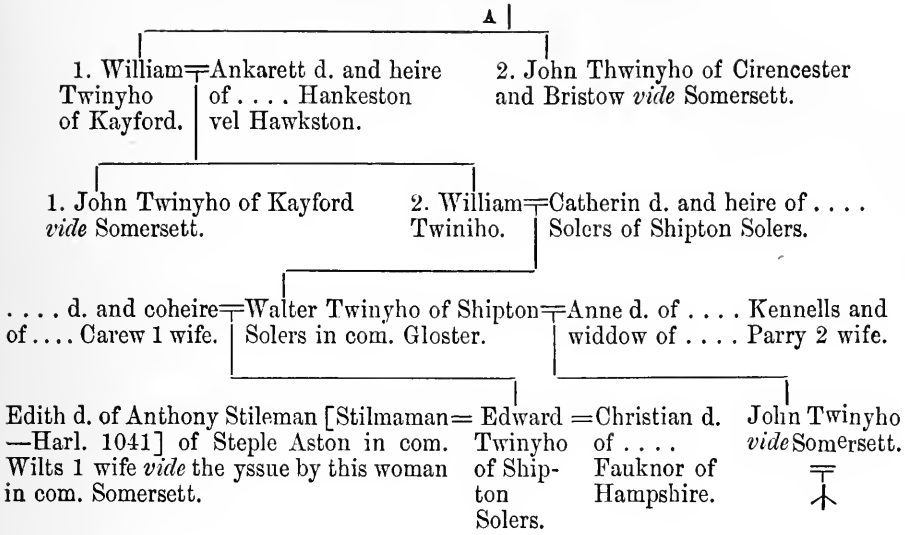 A
1. William=Ankarett d. and heire
Twinyho
of Kayford.
of . . . . Hankeston
vel Hawkston.
2. John Thwinyho of Cirencester
and Bristow vide Somersett.
1. John Twinyho of Kayford
vide Somersett.
2. William=Catherin d. and heire of . . . .
Twiniho.
Solers of Shipton Solers.
. . . . d. and coheire=Walter Twinyho of Shipton=Anne d. of . . . . Kennells and
of . . . . Carew 1 wife.
Solers in com. Gloster.
widdow of . . . . Parry 2 wife.
Edith d. of Anthony Stileman [Stilmaman=
—Harl. 1041] of Steple Aston in com.
Wilts 1 wife vide the yssue by this woman
in com. Somersett.
Edward
Twinyho
of Ship-
ton
Solers.
=Christian d.
of . . . .
Fauknor of
Hampshire.
John Twinyho
vide Somersett.